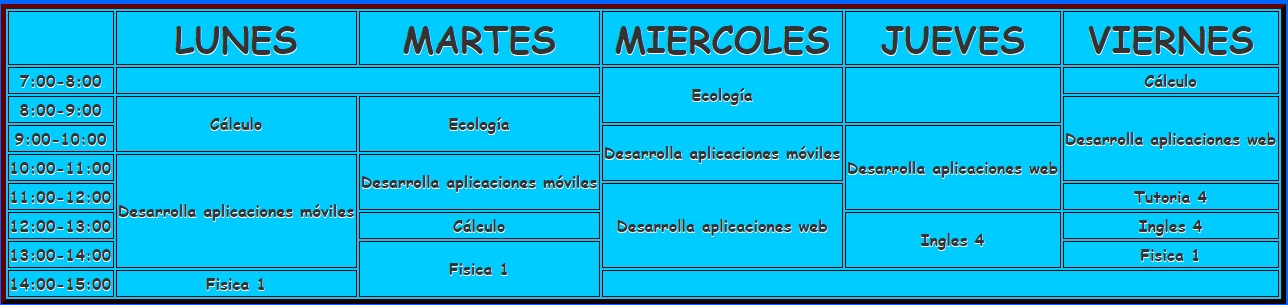 LUNES MARTES MIERCOLES JUEVES VIERNES
7:00-8:00 Cálculo
Ecología
8:00-9:00
Cálculo Ecología
9:00-10:00 Desarrolla aplicaciones web
Desarrolla aplicaciones móviles
10:00-11:00 Desarrolla aplicaciones web
Desarrolla aplicaciones móviles
11:00-12:00 Tutoria 4
Desarrolla aplicaciones móviles
12:00-13:00 Cálculo Desarrolla aplicaciones web Ingles 4
Ingles 4
13:00-14:00 Fisica 1
Fisica 1
14:00-15:00 Fisica 1